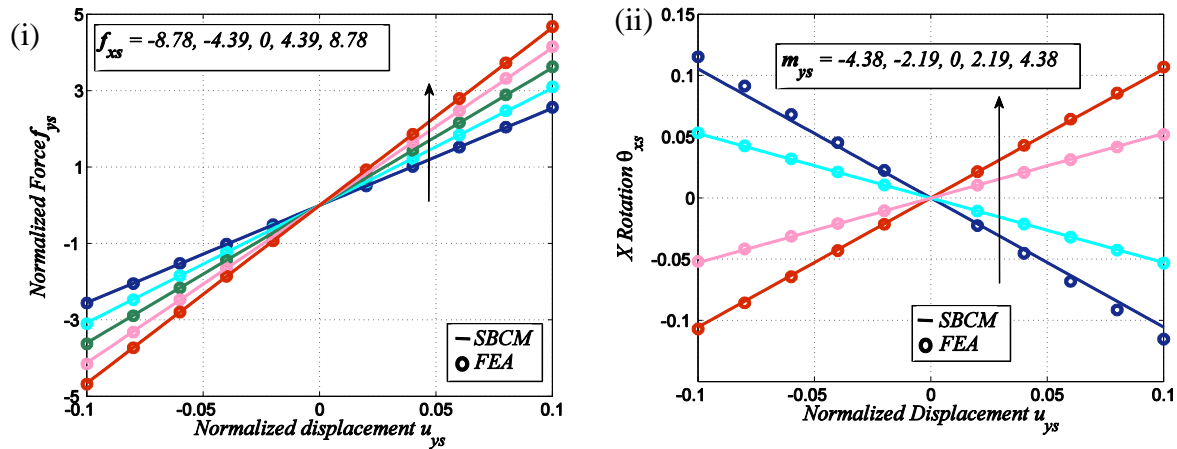 (i)
f_xs = -8.78, -4.39, 0, 4.39, 8.78
5
3
1
-1
-3
-5
Normalized Force f_ys
SBCM
FEA
-0.1
-0.05
0
0.05
0.1
Normalized displacement u_ys
(ii)
m_ys = -4.38, -2.19, 0, 2.19, 4.38
0.15
0.1
0.05
0
-0.05
-0.1
X Rotation θ_xs
SBCM
FEA
-0.1
-0.05
0
0.05
0.1
Normalized Displacement u_ys